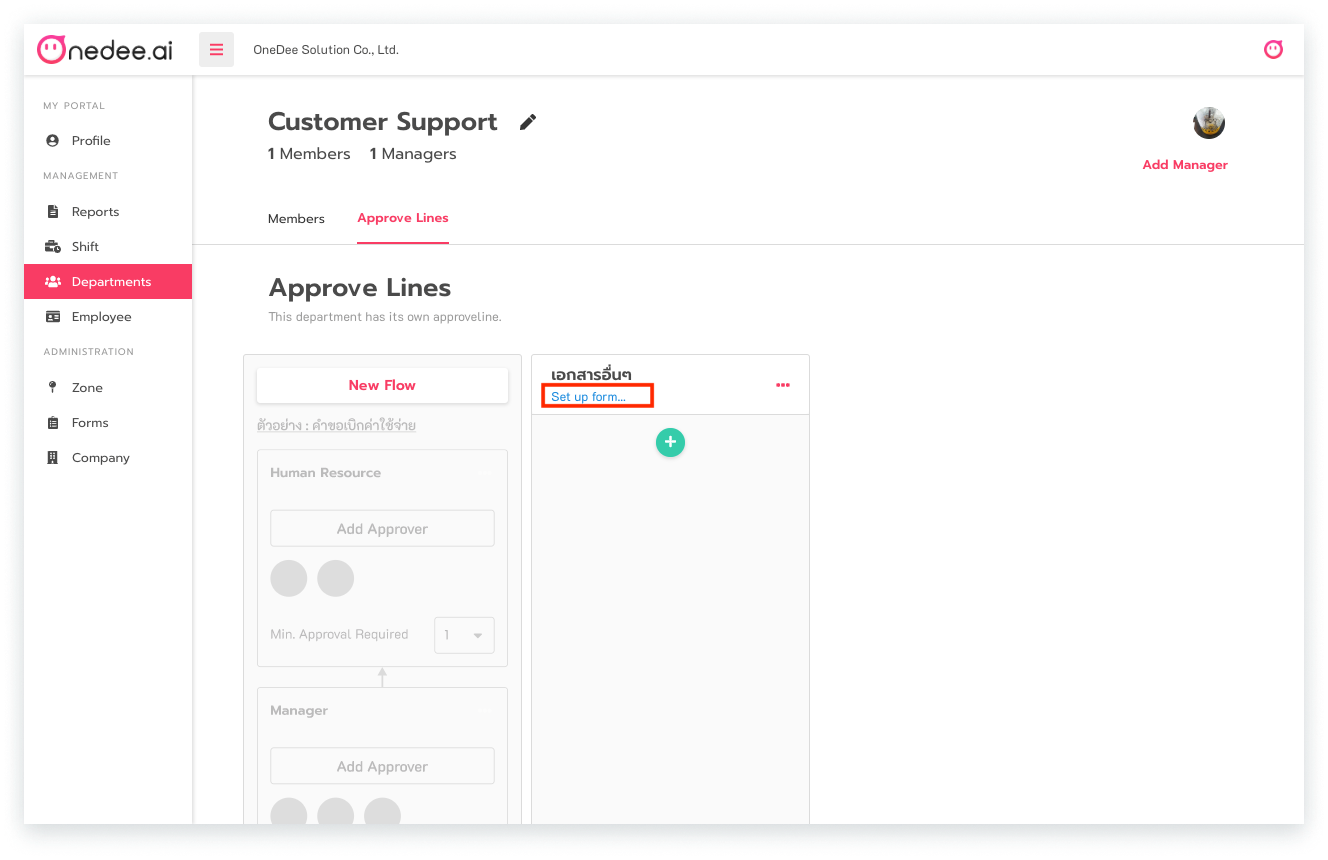 Onedee.ai
OneDee Solution Co., Ltd.
MY PORTAL
Profile
MANAGEMENT
Reports
Shift
Departments
Employee
ADMINISTRATION
Zone
Forms
Company
Customer Support
1 Members 1 Managers
Add Manager
Members Approve Lines
Approve Lines
This department has its own approveline.
New Flow
ตัวอย่าง : คำขอเบิกค่าใช้จ่าย
Human Resource
Add Approver
Min. Approval Required 1
Manager
Add Approver
เอกสารอื่นๆ
Set up form...